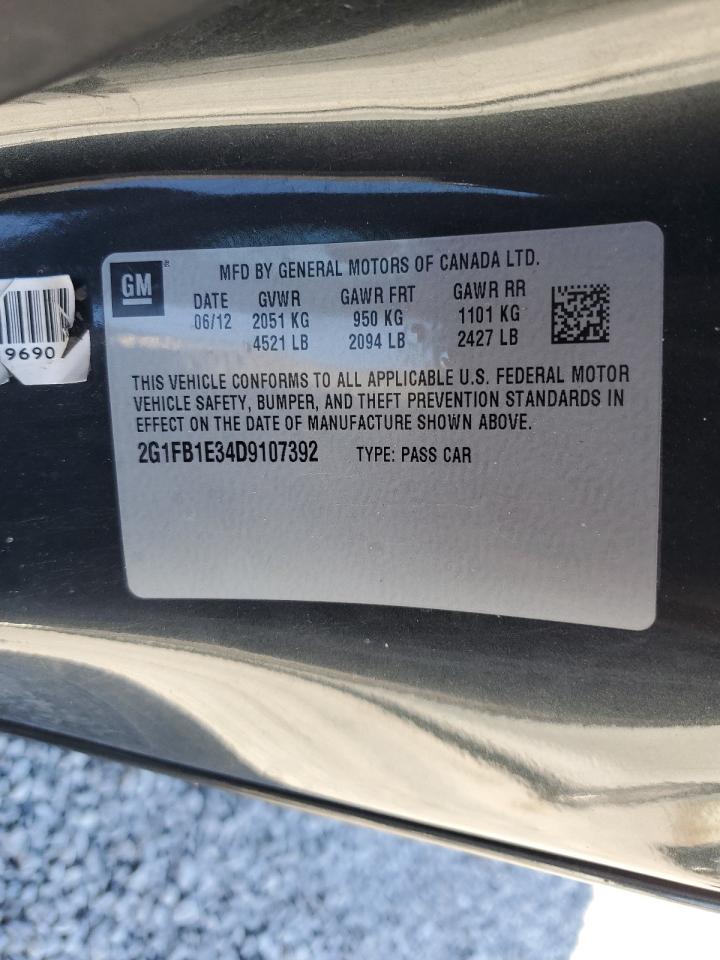 GM
MFD BY GENERAL MOTORS OF CANADA LTD.
DATE GVWR GAWR FRT GAWR RR
06/12 2051 KG 950 KG 1101 KG
4521 LB 2094 LB 2427 LB
9690
THIS VEHICLE CONFORMS TO ALL APPLICABLE U.S. FEDERAL MOTOR
VEHICLE SAFETY, BUMPER, AND THEFT PREVENTION STANDARDS IN
EFFECT ON THE DATE OF MANUFACTURE SHOWN ABOVE.
2G1FB1E34D9107392 TYPE: PASS CAR